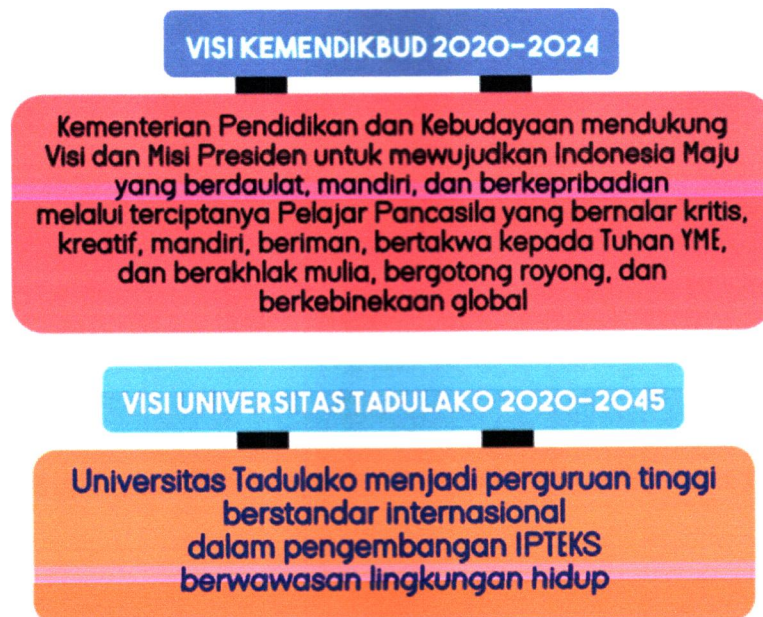 VISI KEMENDIKBUD 2020-2024
Kementerian Pendidikan dan Kebudayaan mendukung
Visi dan Misi Presiden untuk mewujudkan Indonesia Maju
yang berdaulat, mandiri, dan berkepribadian
melalui terciptanya Pelajar Pancasila yang bernalar kritis,
kreatif, mandiri, beriman, bertakwa kepada Tuhan YME,
dan berakhlak mulia, bergotong royong, dan
berkebinekaan global
VISI UNIVERSITAS TADULAKO 2020-2045
Universitas Tadulako menjadi perguruan tinggi
berstandar internasional
dalam pengembangan IPTEKS
berwawasan lingkungan hidup